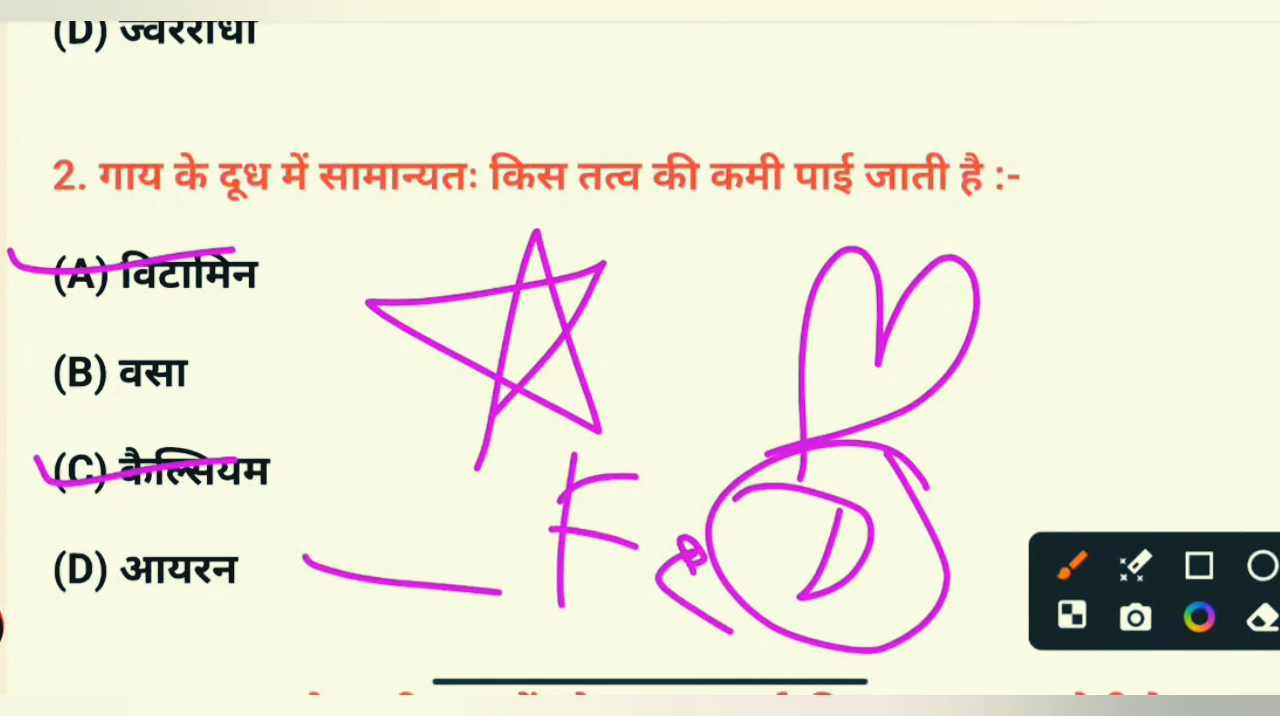 (D) ज्वररोधी
2. गाय के दूध में सामान्यतः किस तत्व की कमी पाई जाती है :-
(A) विटामिन
(B) वसा
(C) कैल्सियम
(D) आयरन
Fe
B
D